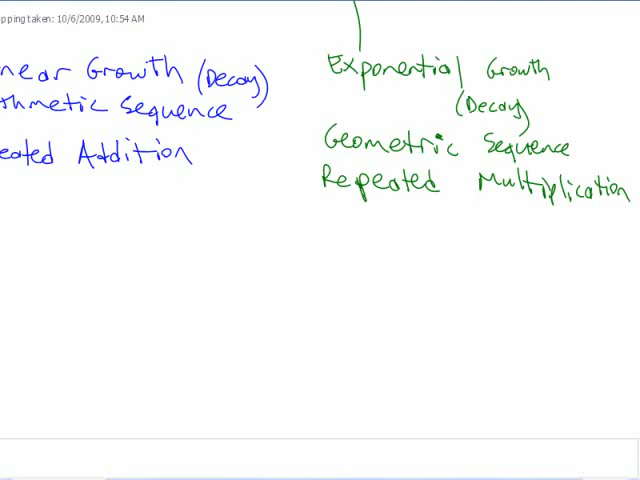 pping taken: 10/6/2009, 10:54 AM
near Growth (Decay)
thmetic Sequence
eated Addition
Exponential Growth
(Decay)
Geometric Sequence
Repeated Multiplication